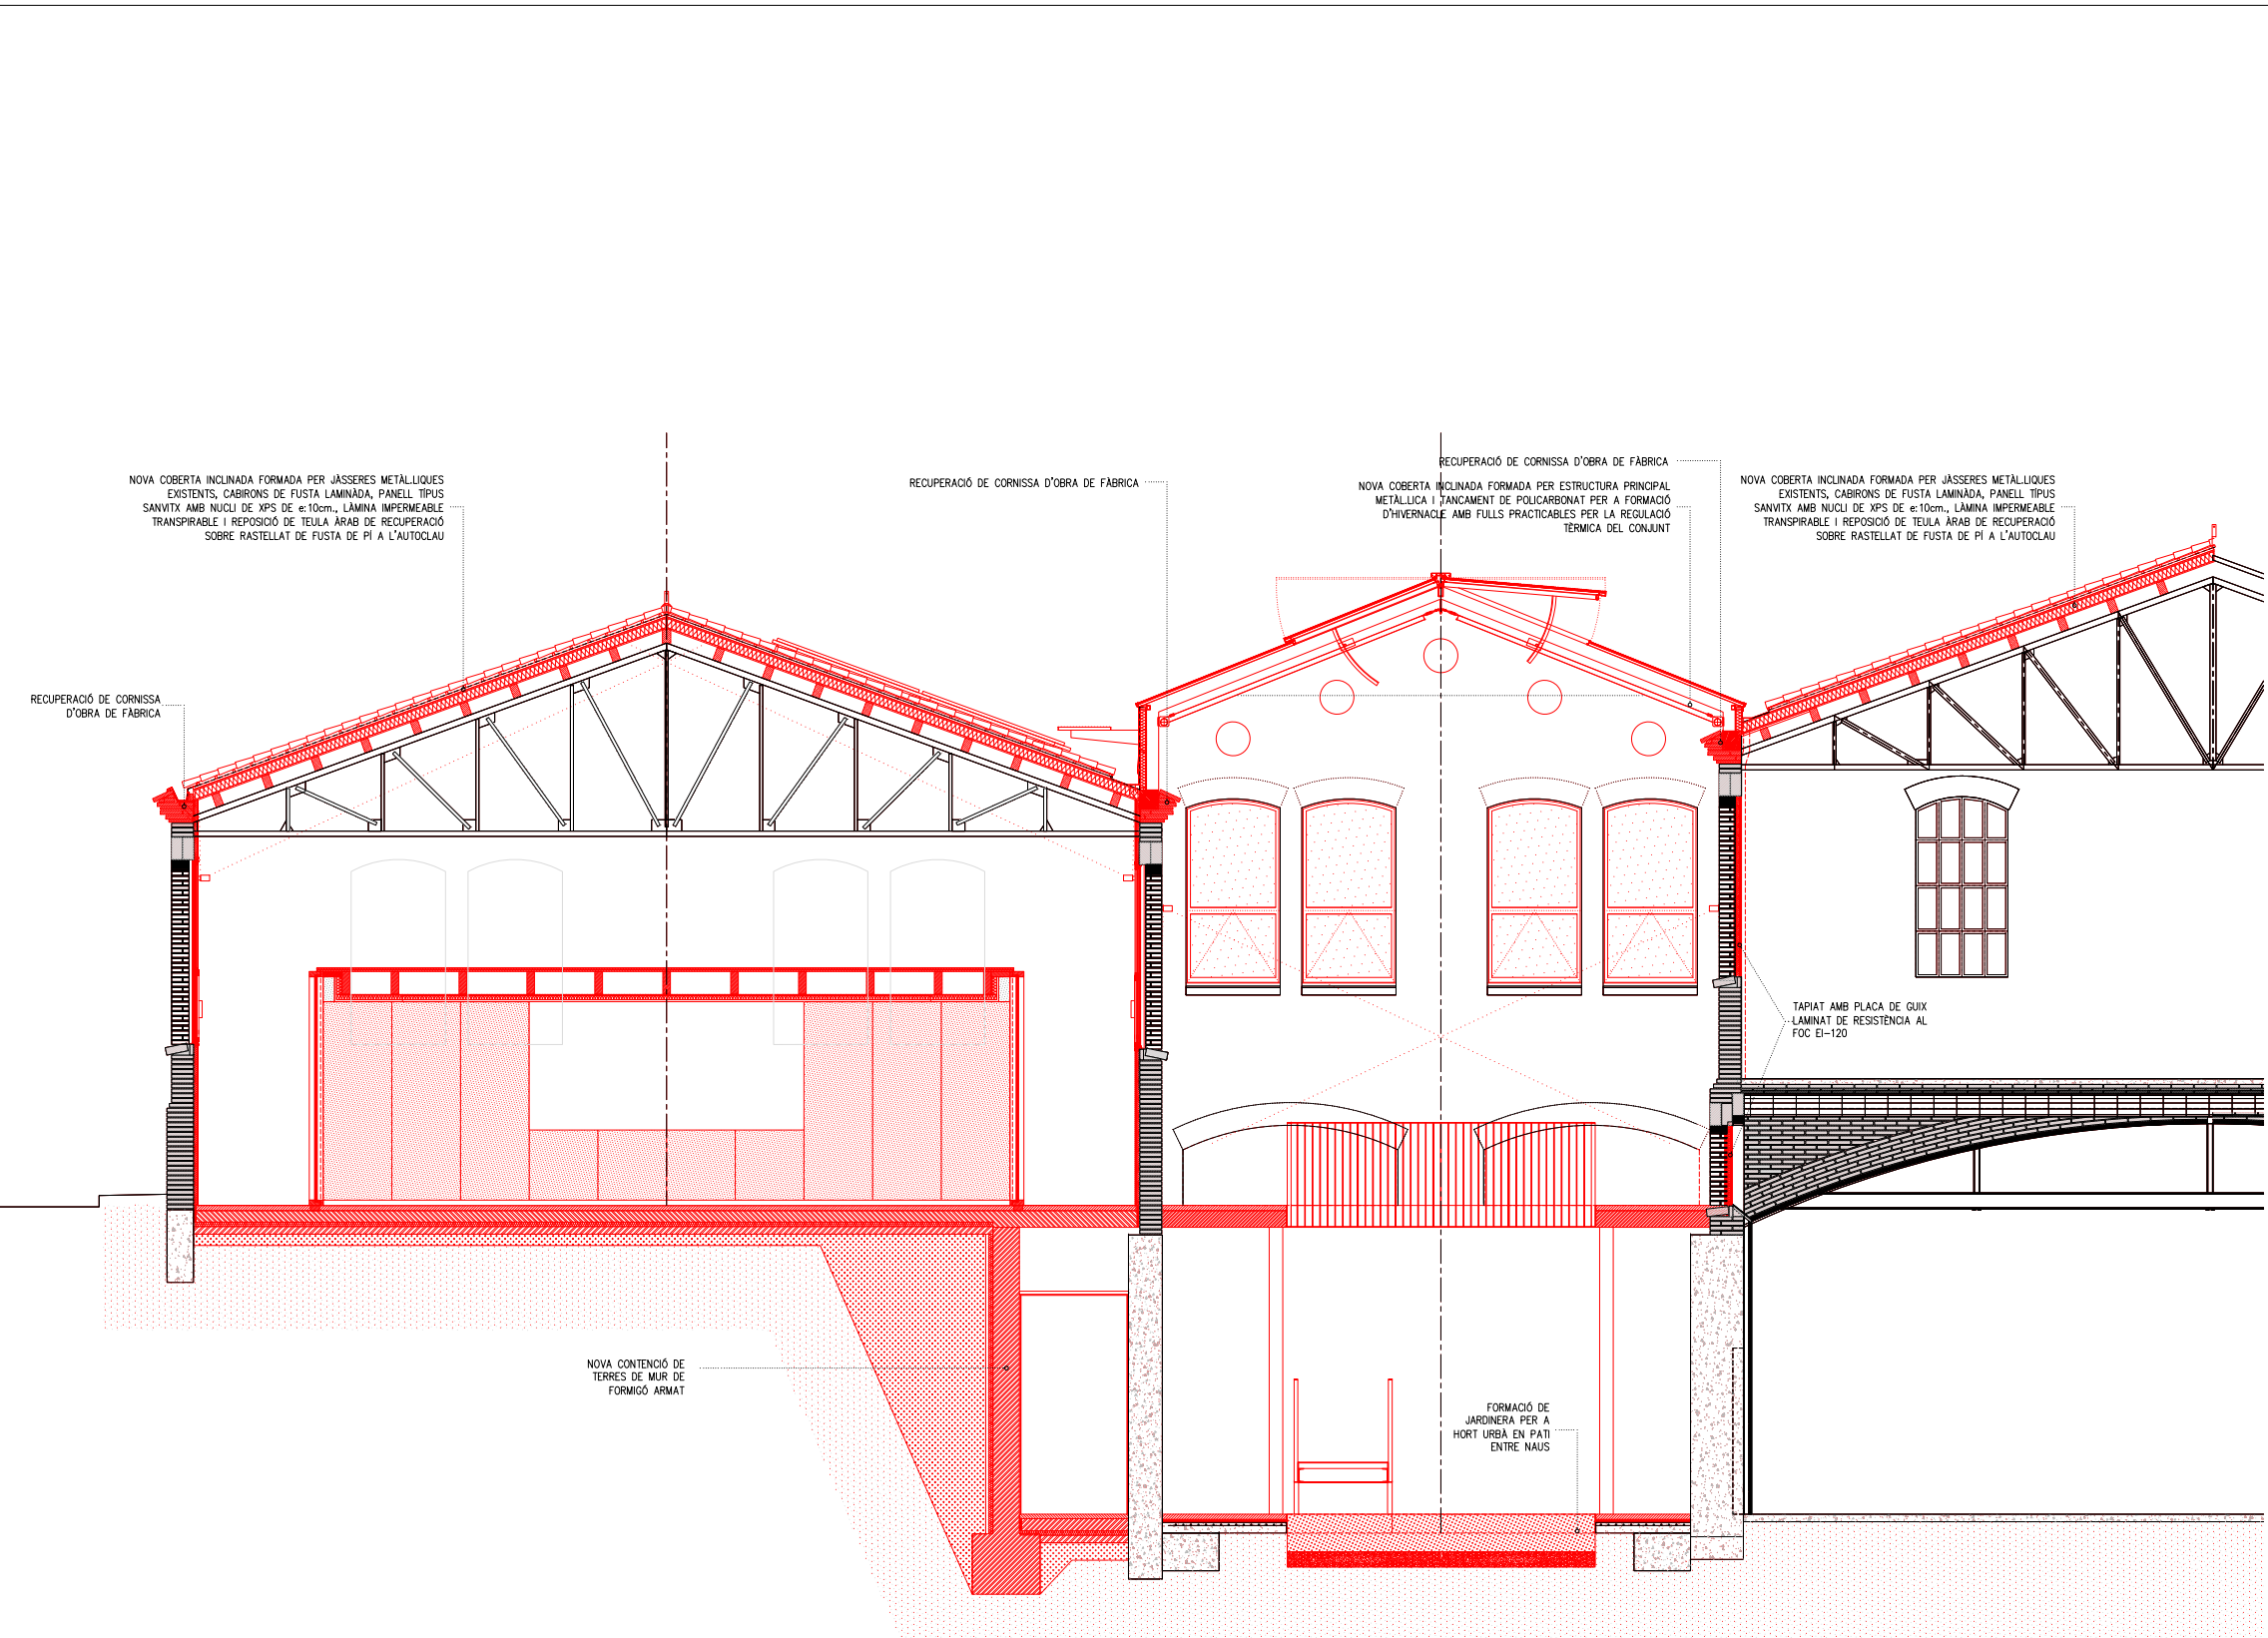 NOVA COBERTA INCLINADA FORMADA PER JÀSSERES METÀL.LIQUES
EXISTENTS, CABIRONS DE FUSTA LAMINÀDA, PANELL TÍPUS
SANVITX AMB NUCLI DE XPS DE e:10cm., LÀMINA IMPERMEABLE
TRANSPIRABLE I REPOSICIÓ DE TEULA ÀRAB DE RECUPERACIÓ
SOBRE RASTELLAT DE FUSTA DE PÍ A L'AUTOCLAU
RECUPERACIÓ DE CORNISSA
D'OBRA DE FÀBRICA
RECUPERACIÓ DE CORNISSA D'OBRA DE FÀBRICA
RECUPERACIÓ DE CORNISSA D'OBRA DE FÀBRICA
NOVA COBERTA INCLINADA FORMADA PER ESTRUCTURA PRINCIPAL
METÀL.LICA I TANCAMENT DE POLICARBONAT PER A FORMACIÓ
D'HIVERNACLE AMB FULLS PRACTICABLES PER LA REGULACIÓ
TÈRMICA DEL CONJUNT
NOVA COBERTA INCLINADA FORMADA PER JÀSSERES METÀL.LIQUES
EXISTENTS, CABIRONS DE FUSTA LAMINÀDA, PANELL TÍPUS
SANVITX AMB NUCLI DE XPS DE e:10cm., LÀMINA IMPERMEABLE
TRANSPIRABLE I REPOSICIÓ DE TEULA ÀRAB DE RECUPERACIÓ
SOBRE RASTELLAT DE FUSTA DE PÍ A L'AUTOCLAU
TAPIAT AMB PLACA DE GUIX
LAMINAT DE RESISTÈNCIA AL
FOC EI-120
NOVA CONTENCIÓ DE
TERRES DE MUR DE
FORMIGÓ ARMAT
FORMACIÓ DE
JARDINERA PER A
HORT URBÀ EN PATI
ENTRE NAUS